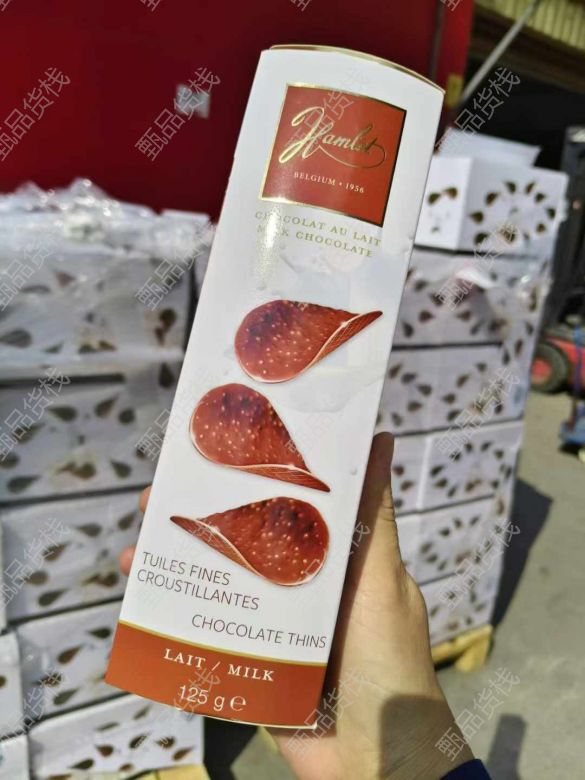 Hamlet
BELGIUM • 1956
CHOCOLAT AU LAIT
MILK CHOCOLATE
TUILES FINES
CROUSTILLANTES
CHOCOLATE THINS
LAIT / MILK
125 g ℮
甄品货栈